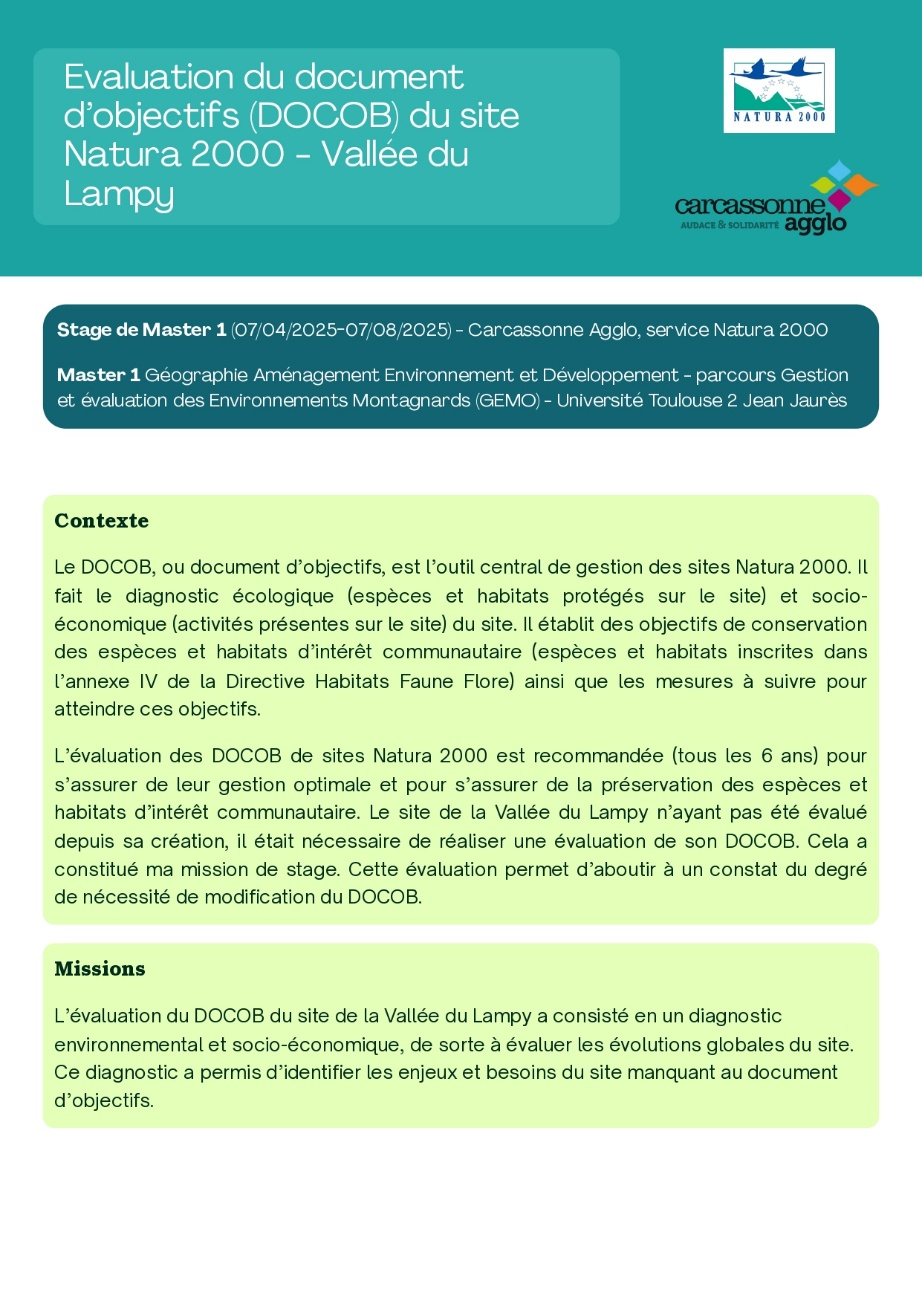 Evaluation du document
d'objectifs (DOCOB) du site
Natura 2000 - Vallée du
Lampy
NATURA 2000
carcassonne
AUDACE & SOLIDARITÉ agglo
Stage de Master 1 (07/04/2025-07/08/2025) - Carcassonne Agglo, service Natura 2000
Master 1 Géographie Aménagement Environnement et Développement - parcours Gestion
et évaluation des Environnements Montagnards (GEMO) - Université Toulouse 2 Jean Jaurès
Contexte
Le DOCOB, ou document d'objectifs, est l'outil central de gestion des sites Natura 2000. Il
fait le diagnostic écologique (espèces et habitats protégés sur le site) et socio-
économique (activités présentes sur le site) du site. Il établit des objectifs de conservation
des espèces et habitats d'intérêt communautaire (espèces et habitats inscrites dans
l'annexe IV de la Directive Habitats Faune Flore) ainsi que les mesures à suivre pour
atteindre ces objectifs.
L'évaluation des DOCOB de sites Natura 2000 est recommandée (tous les 6 ans) pour
s'assurer de leur gestion optimale et pour s'assurer de la préservation des espèces et
habitats d'intérêt communautaire. Le site de la Vallée du Lampy n'ayant pas été évalué
depuis sa création, il était nécessaire de réaliser une évaluation de son DOCOB. Cela a
constitué ma mission de stage. Cette évaluation permet d'aboutir à un constat du degré
de nécessité de modification du DOCOB.
Missions
L'évaluation du DOCOB du site de la Vallée du Lampy a consisté en un diagnostic
environnemental et socio-économique, de sorte à évaluer les évolutions globales du site.
Ce diagnostic a permis d'identifier les enjeux et besoins du site manquant au document
d'objectifs.